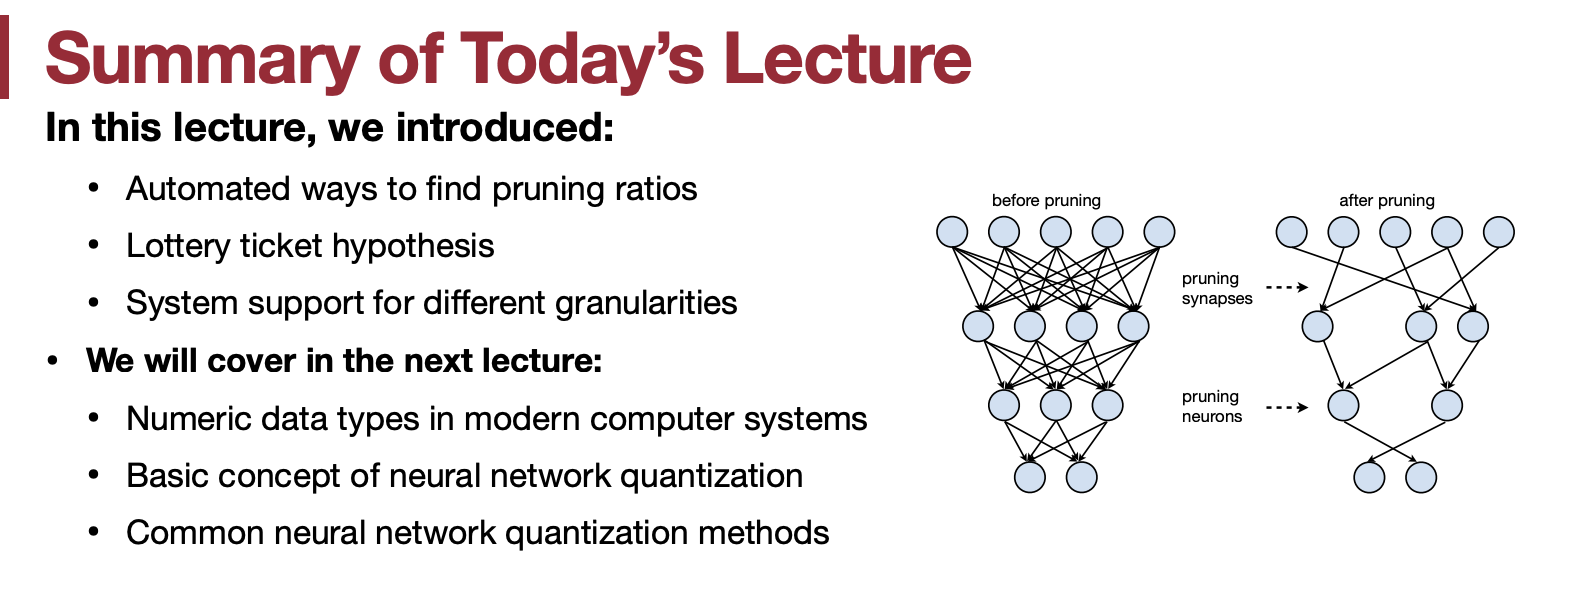 Summary of Today’s Lecture
In this lecture, we introduced:
• Automated ways to find pruning ratios
• Lottery ticket hypothesis
• System support for different granularities
• We will cover in the next lecture:
• Numeric data types in modern computer systems
• Basic concept of neural network quantization
• Common neural network quantization methods
before pruning
after pruning
pruning
synapses
pruning
neurons